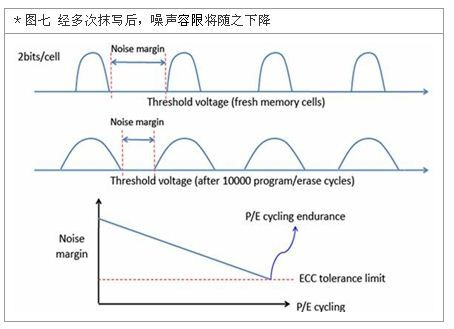 *图七 经多次抹写后，噪声容限将随之下降
2bits/cell
Noise margin
Threshold voltage (fresh memory cells)
Noise margin
Threshold voltage (after 10000 program/erase cycles)
P/E cycling endurance
Noise
margin
ECC tolerance limit
P/E cycling